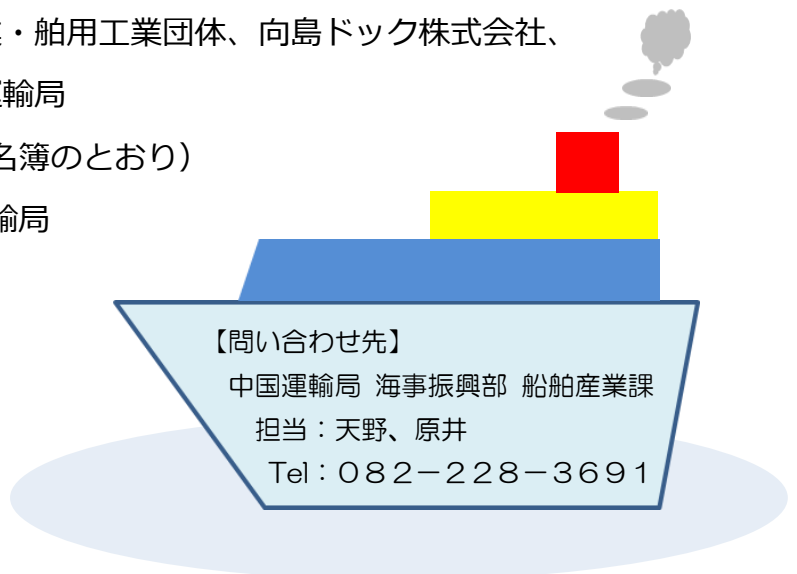 ・舶用工業団体、向島ドック株式会社、
輸局
名簿のとおり）
輸局
【問い合わせ先】
中国運輸局 海事振興部 船舶産業課
担当：天野、原井
Tel：０８２－２２８－３６９１